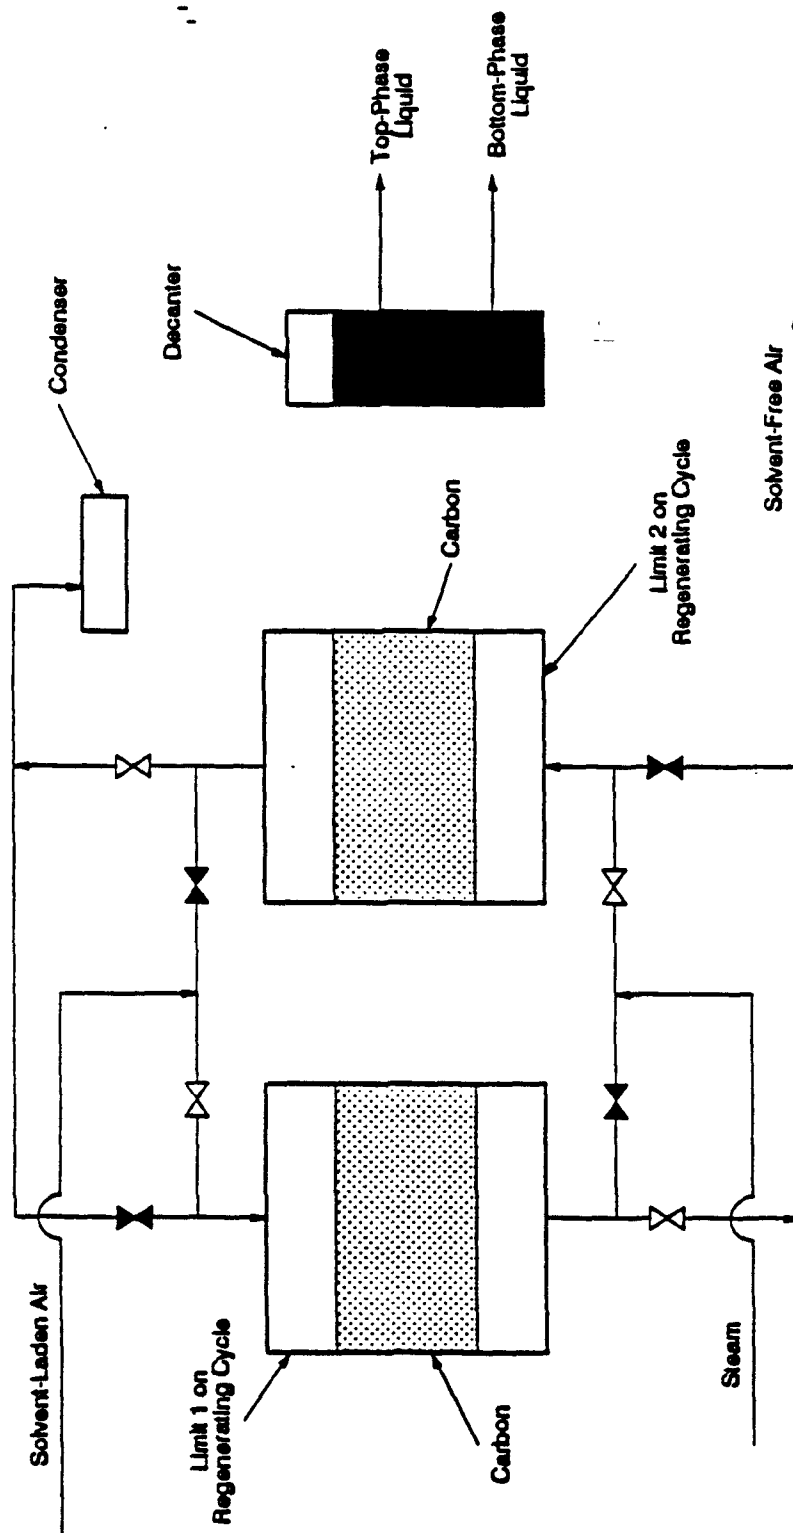 Solvent-Laden Air
Condenser
Decanter
Top-Phase
Liquid
Bottom-Phase
Liquid
Limit 1 on
Regenerating Cycle
Carbon
Carbon
Limit 2 on
Regenerating Cycle
Steam
Solvent-Free Air